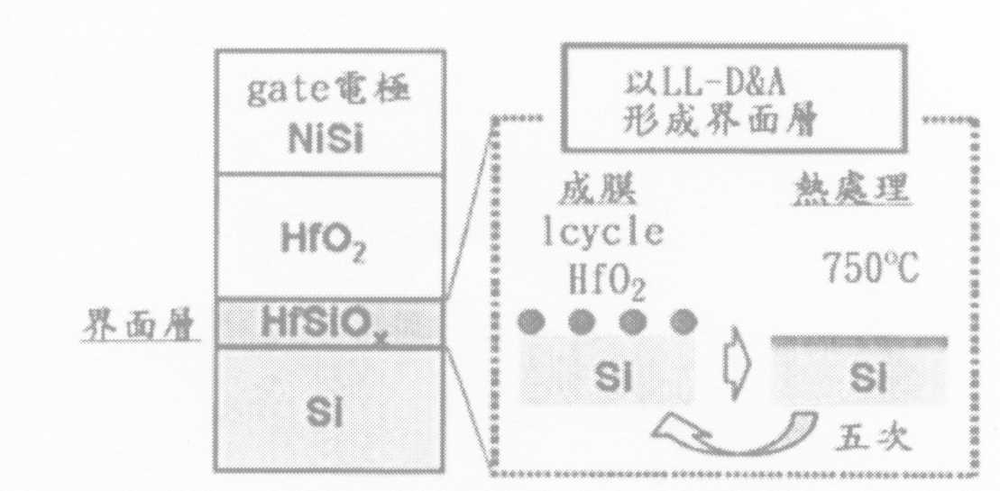 gate電極
NiSi
HfO₂
界面層
HfSiOₓ
Si
以LL-D&A
形成界面層
成膜
1cycle
HfO₂
Si
熱處理
750℃
Si
五次